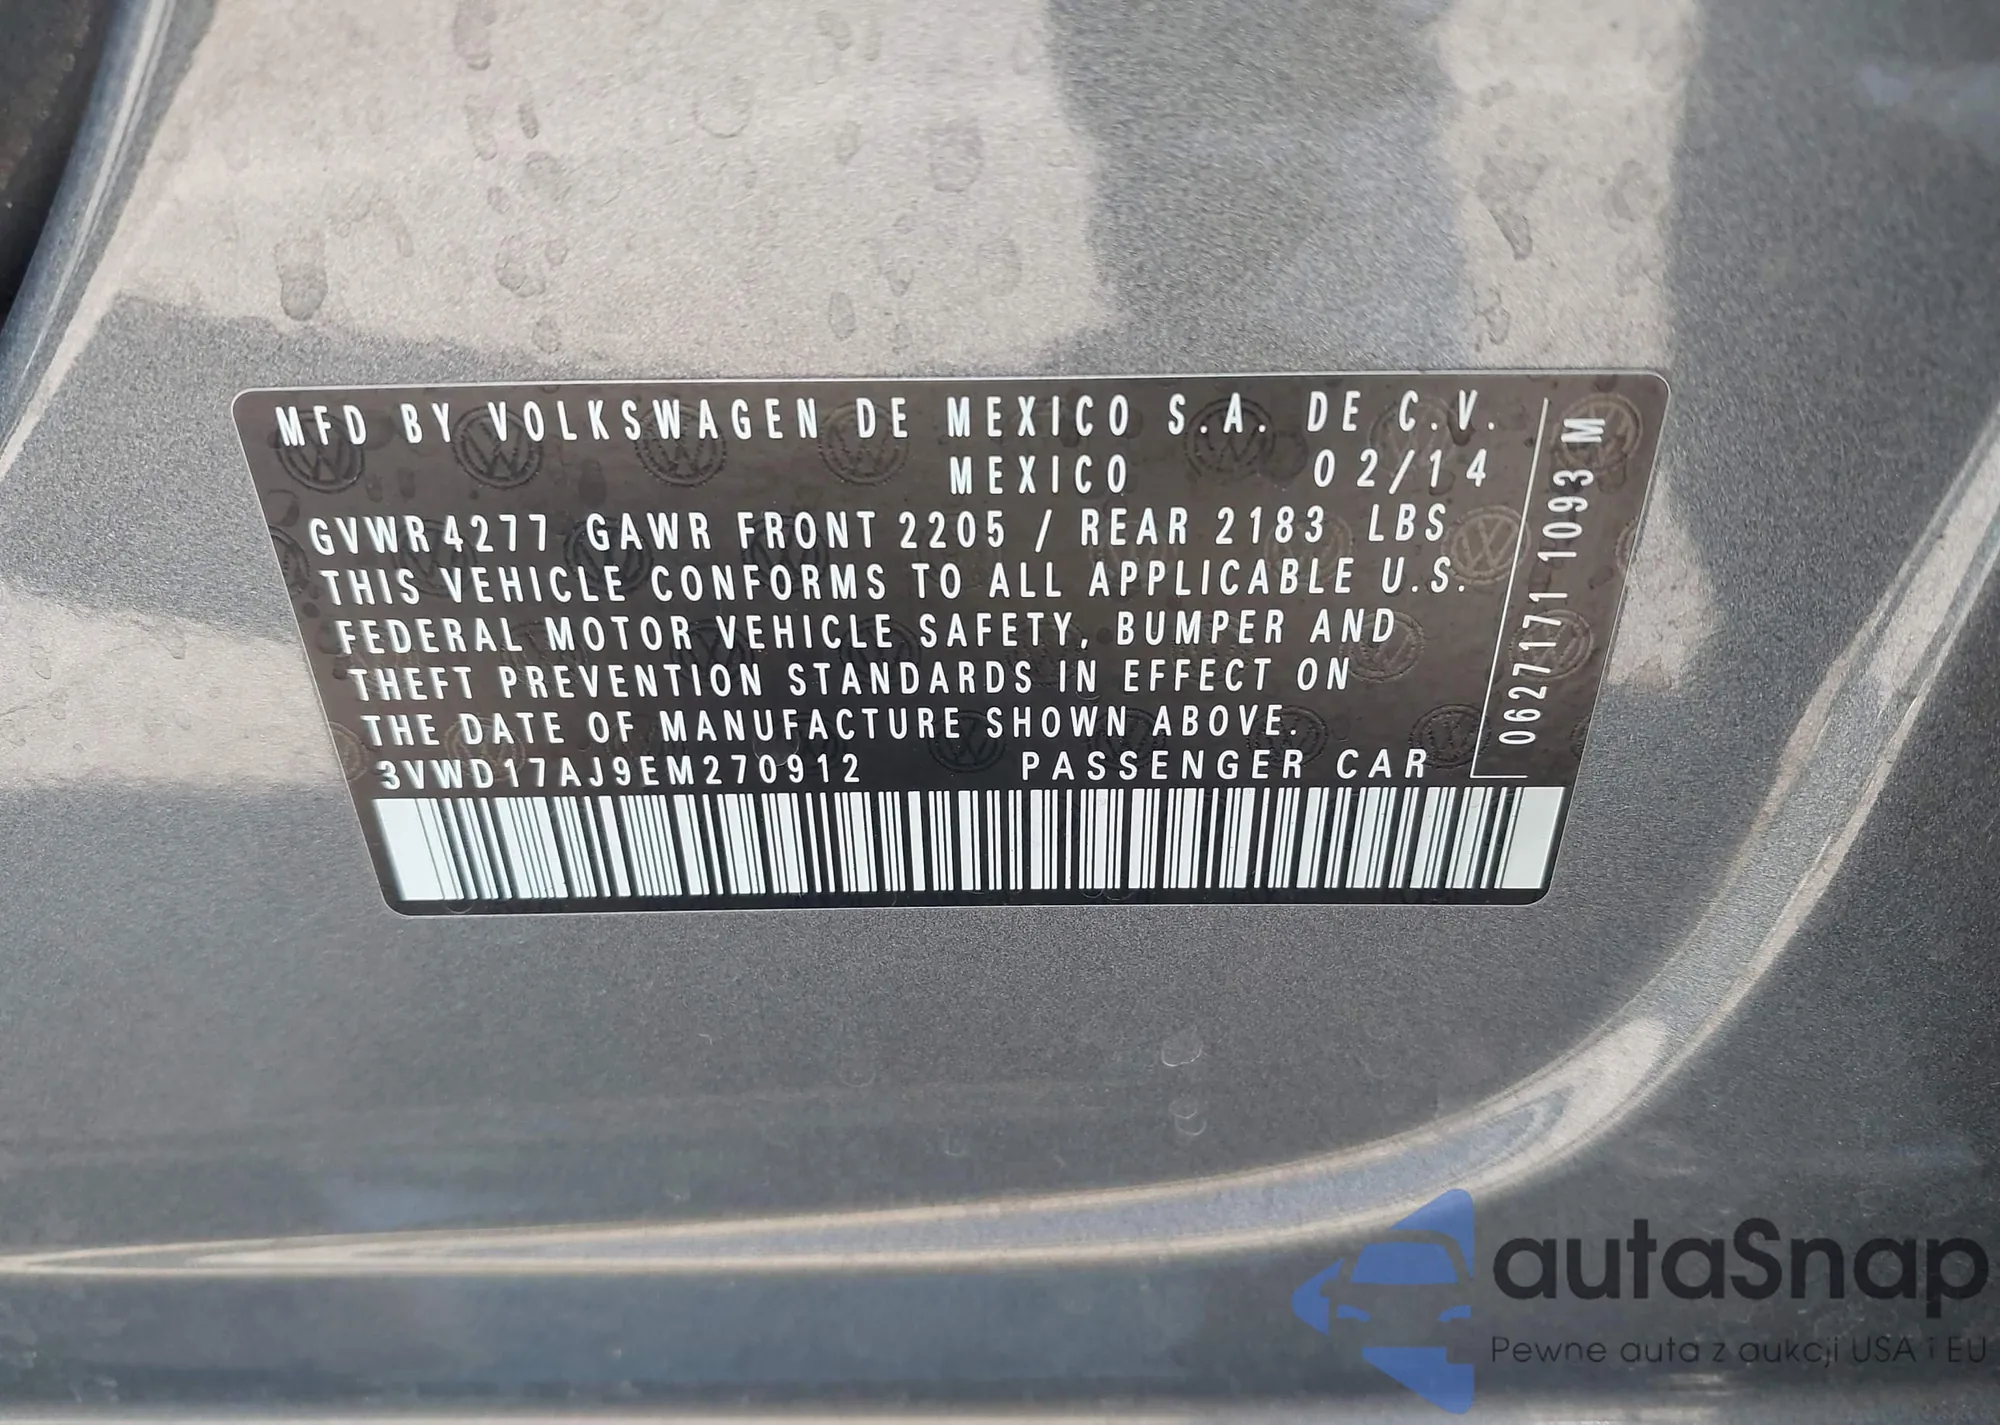 MFD BY VOLKSWAGEN DE MEXICO S.A. DE C.V.
MEXICO 02/14
GVWR 4277 GAWR FRONT 2205 / REAR 2183 LBS
THIS VEHICLE CONFORMS TO ALL APPLICABLE U.S.
FEDERAL MOTOR VEHICLE SAFETY, BUMPER AND
THEFT PREVENTION STANDARDS IN EFFECT ON
THE DATE OF MANUFACTURE SHOWN ABOVE.
3VWD17AJ9EM270912 PASSENGER CAR
0627171 1093 M
autaSnap
Pewne auta z aukcji USA i EU